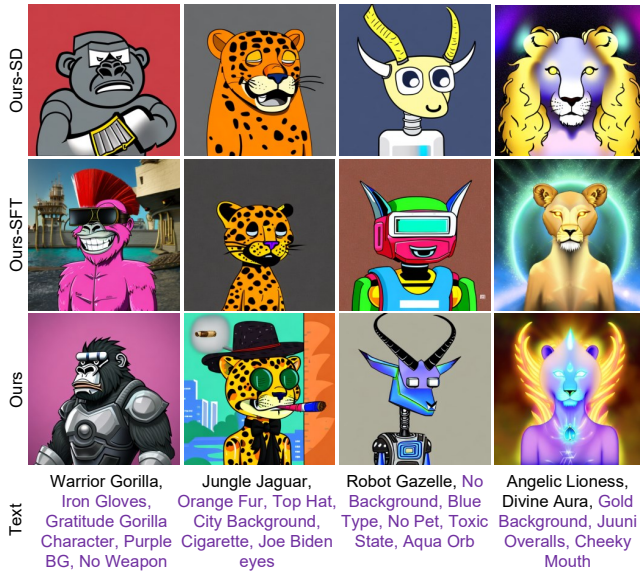 Ours-SD
Ours-SFT
Ours
Text
Warrior Gorilla,
Iron Gloves,
Gratitude Gorilla
Character, Purple
BG, No Weapon
Jungle Jaguar,
Orange Fur, Top Hat,
City Background,
Cigarette, Joe Biden
eyes
Robot Gazelle, No
Background, Blue
Type, No Pet, Toxic
State, Aqua Orb
Angelic Lioness,
Divine Aura, Gold
Background, Juuni
Overalls, Cheeky
Mouth